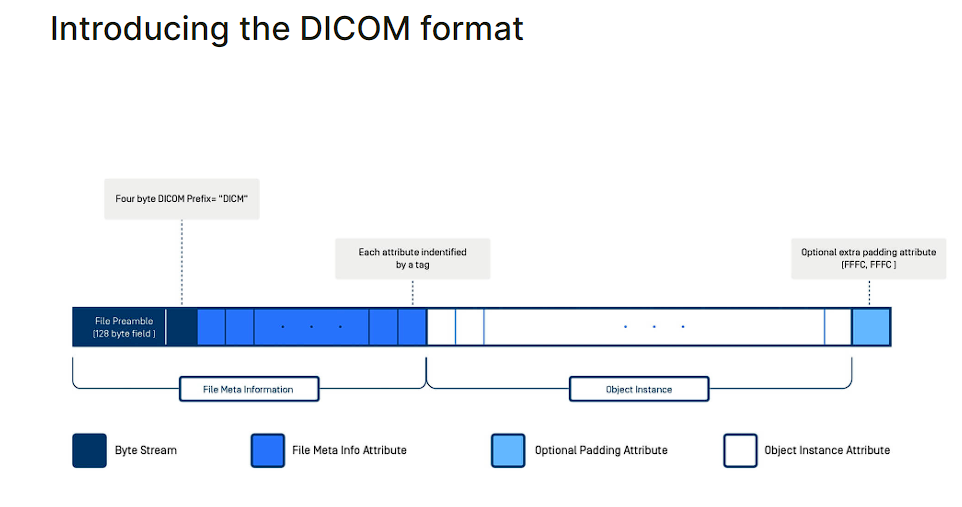 Introducing the DICOM format
Four byte DICOM Prefix= "DICM"
Each attribute indentified
by a tag
Optional extra padding attribute
[FFFC, FFFC ]
File Preamble
[128 byte field ]
File Meta Information
Object Instance
Byte Stream
File Meta Info Attribute
Optional Padding Attribute
Object Instance Attribute